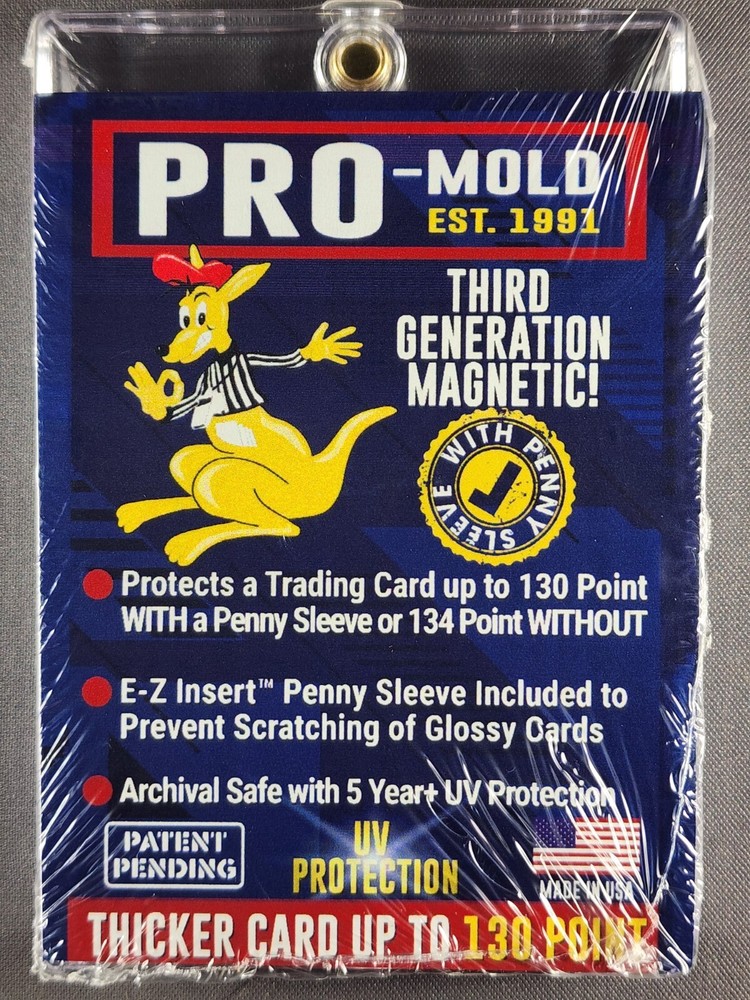 PRO-MOLD
EST. 1991
THIRD
GENERATION
MAGNETIC!
WITH PENNY SLEEVE
Protects a Trading Card up to 130 Point
WITH a Penny Sleeve or 134 Point WITHOUT
E-Z Insert™ Penny Sleeve Included to
Prevent Scratching of Glossy Cards
Archival Safe with 5 Year+ UV Protection
PATENT
PENDING
UV
PROTECTION
MADE IN USA
THICKER CARD UP TO 130 POINT